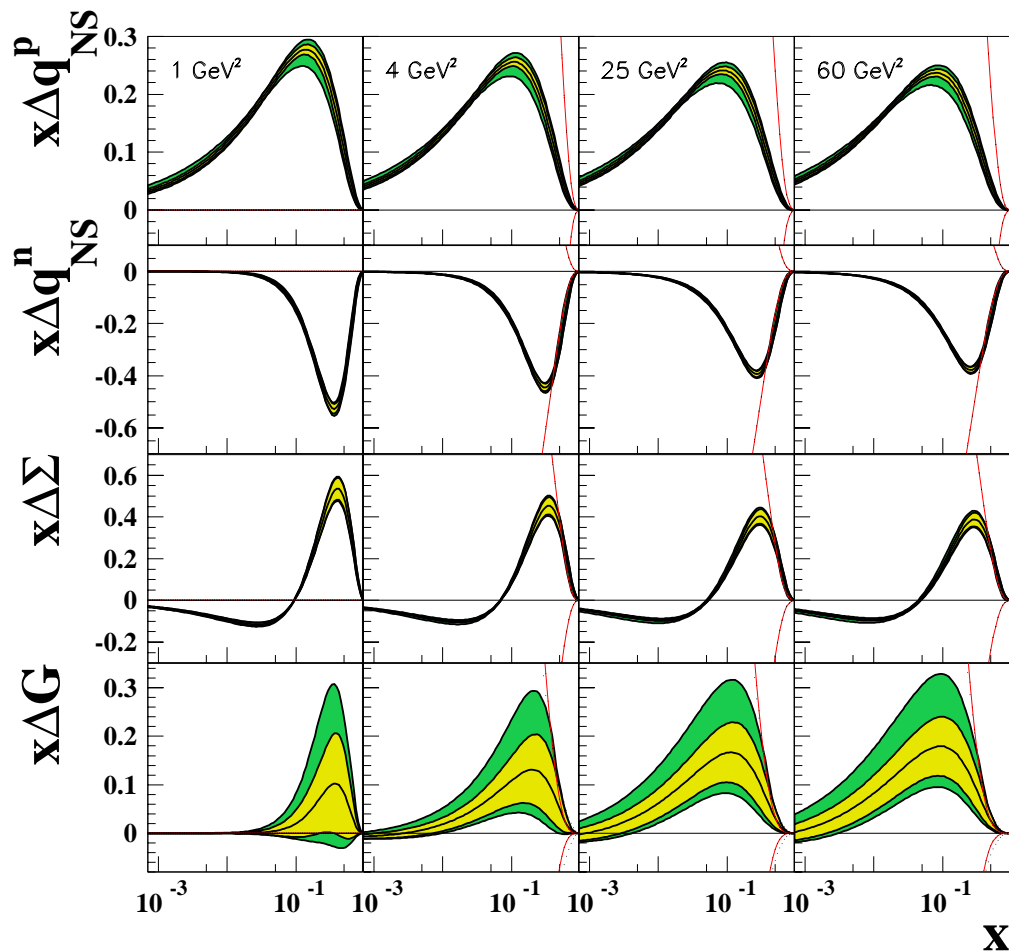 xΔq^p_NS
0.3
0.2
0.1
0
1 GeV²
4 GeV²
25 GeV²
60 GeV²
xΔq^n_NS
0
-0.2
-0.4
-0.6
xΔΣ
0.6
0.4
0.2
0
-0.2
xΔG
0.3
0.2
0.1
0
10^-3 10^-1 10^-3 10^-1 10^-3 10^-1 10^-3 10^-1
x